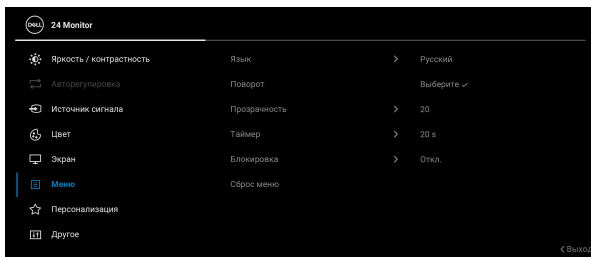 DELL 24 Monitor
Яркость / контрастность Язык Русский
Авторегулировка Поворот Выберите
Источник сигнала Прозрачность 20
Цвет Таймер 20 s
Экран Блокировка Откл.
Меню Сброс меню
Персонализация
Другое
Выход